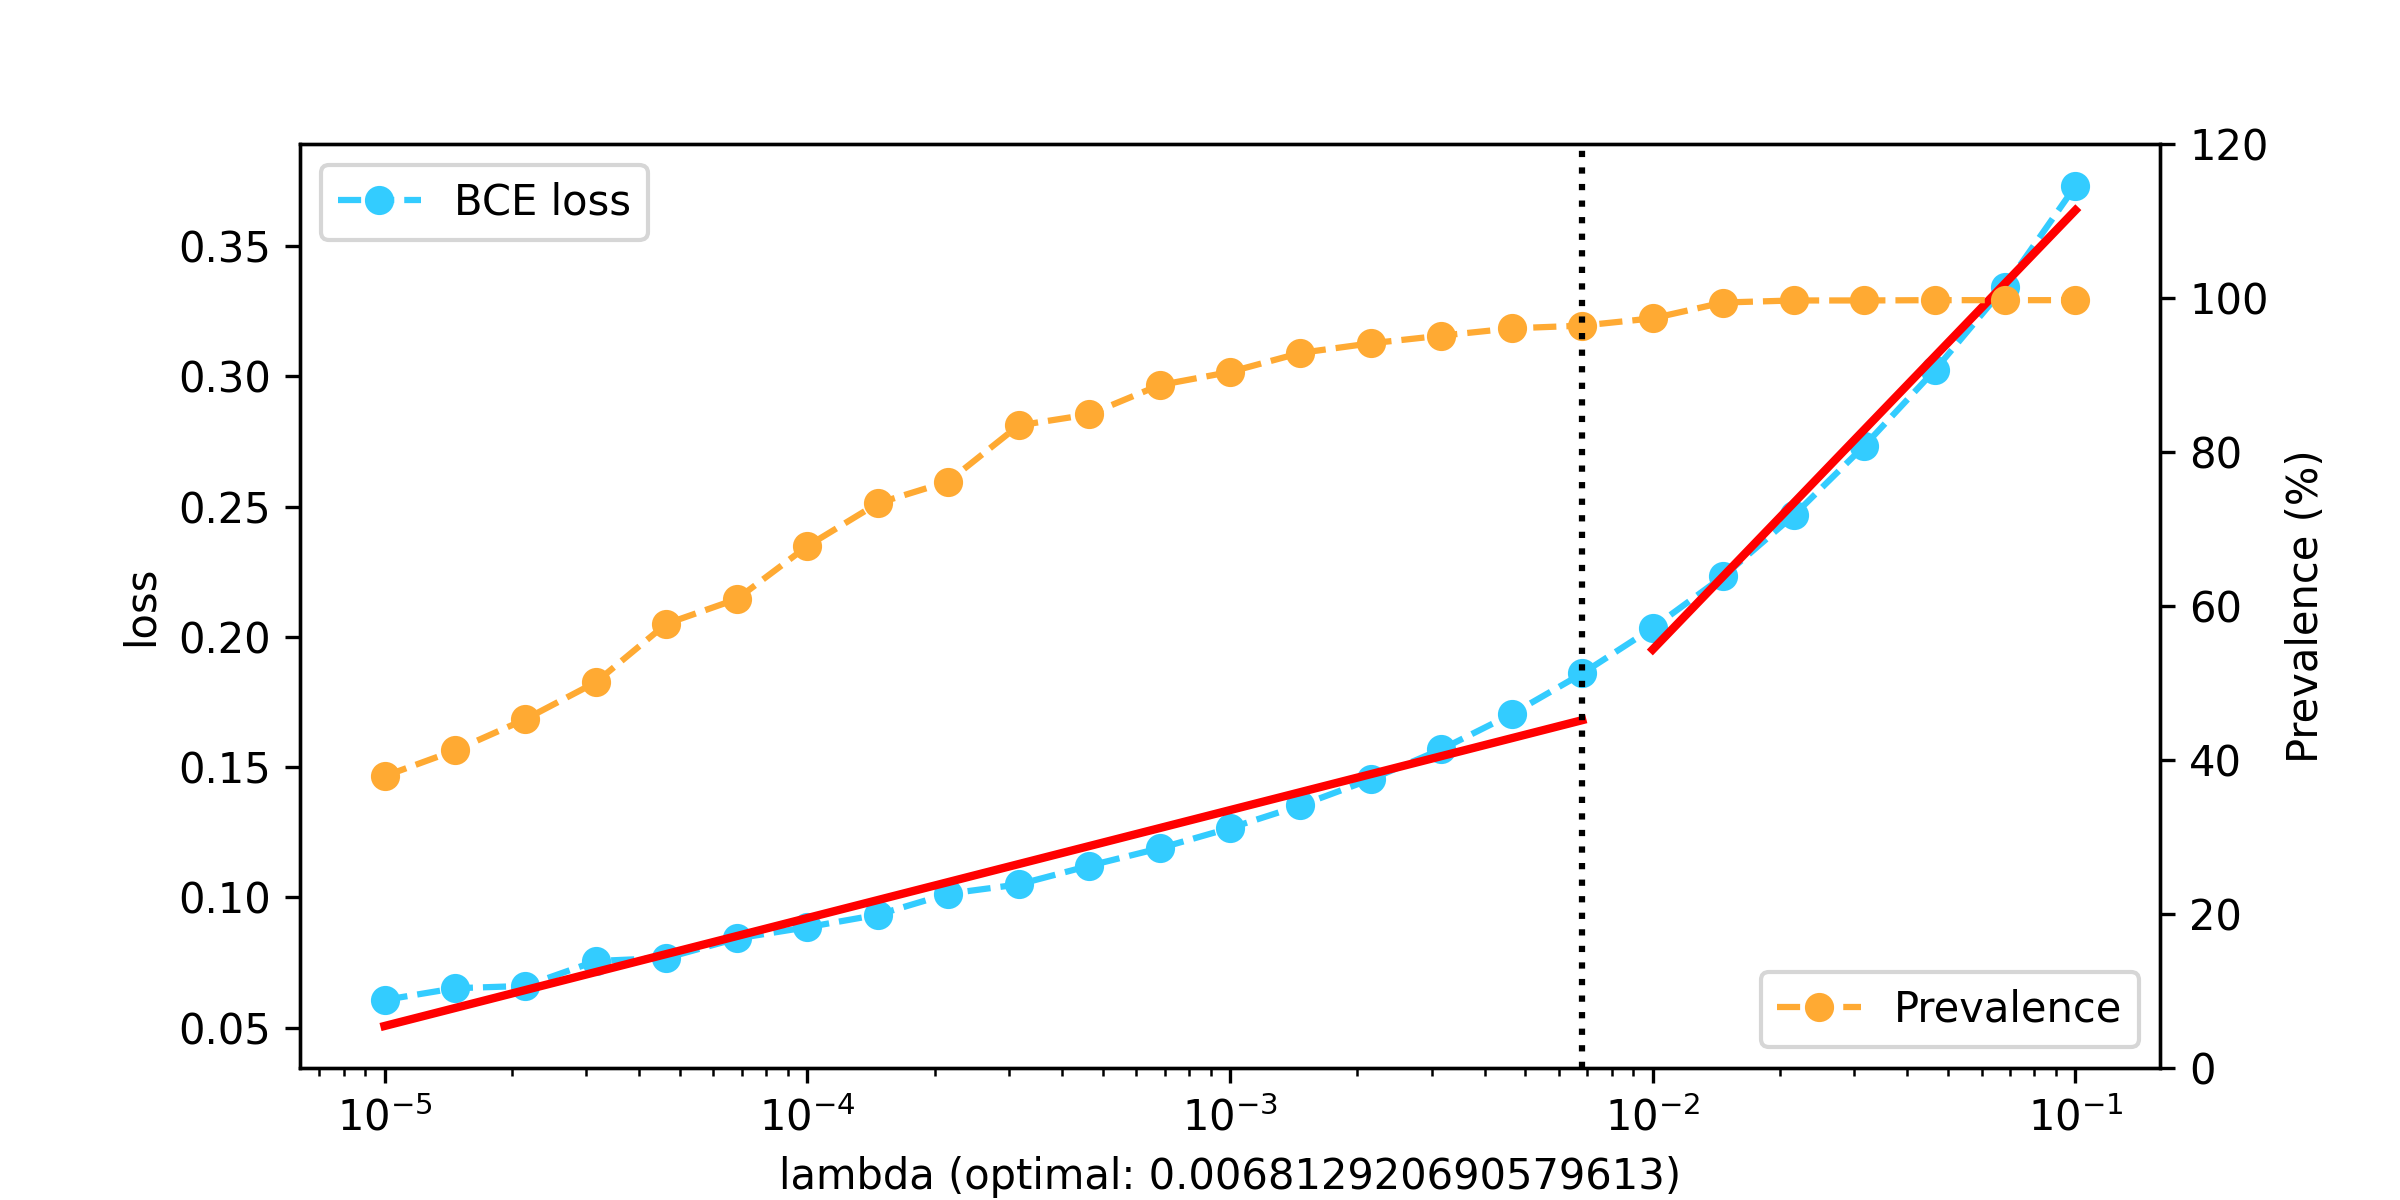 BCE loss
Prevalence
loss
0.35
0.30
0.25
0.20
0.15
0.10
0.05
Prevalence (%)
120
100
80
60
40
20
0
10⁻⁵ 10⁻⁴ 10⁻³ 10⁻² 10⁻¹
lambda (optimal: 0.006812920690579613)